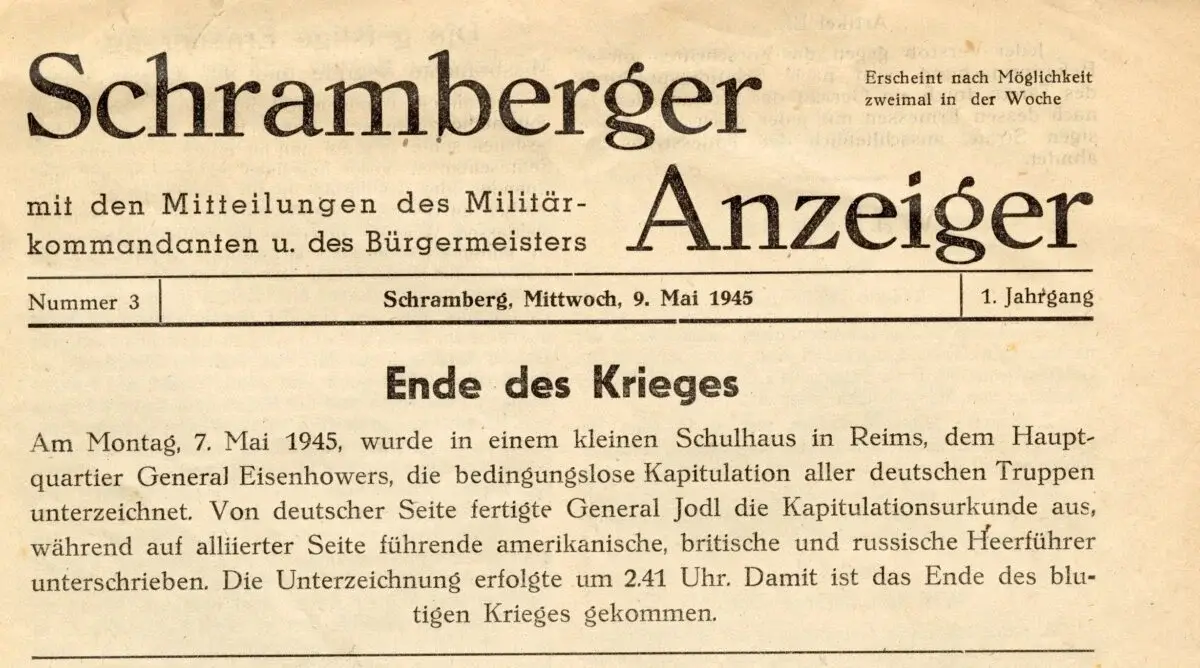 Schramberger
Erscheint nach Möglichkeit
zweimal in der Woche
mit den Mitteilungen des Militär-
kommandanten u. des Bürgermeisters
Anzeiger
Nummer 3
Schramberg, Mittwoch, 9. Mai 1945
1. Jahrgang
Ende des Krieges
Am Montag, 7. Mai 1945, wurde in einem kleinen Schulhaus in Reims, dem Haupt-
quartier General Eisenhowers, die bedingungslose Kapitulation aller deutschen Truppen
unterzeichnet. Von deutscher Seite fertigte General Jodl die Kapitulationsurkunde aus,
während auf alliierter Seite führende amerikanische, britische und russische Heerführer
unterschrieben. Die Unterzeichnung erfolgte um 2.41 Uhr. Damit ist das Ende des blu-
tigen Krieges gekommen.